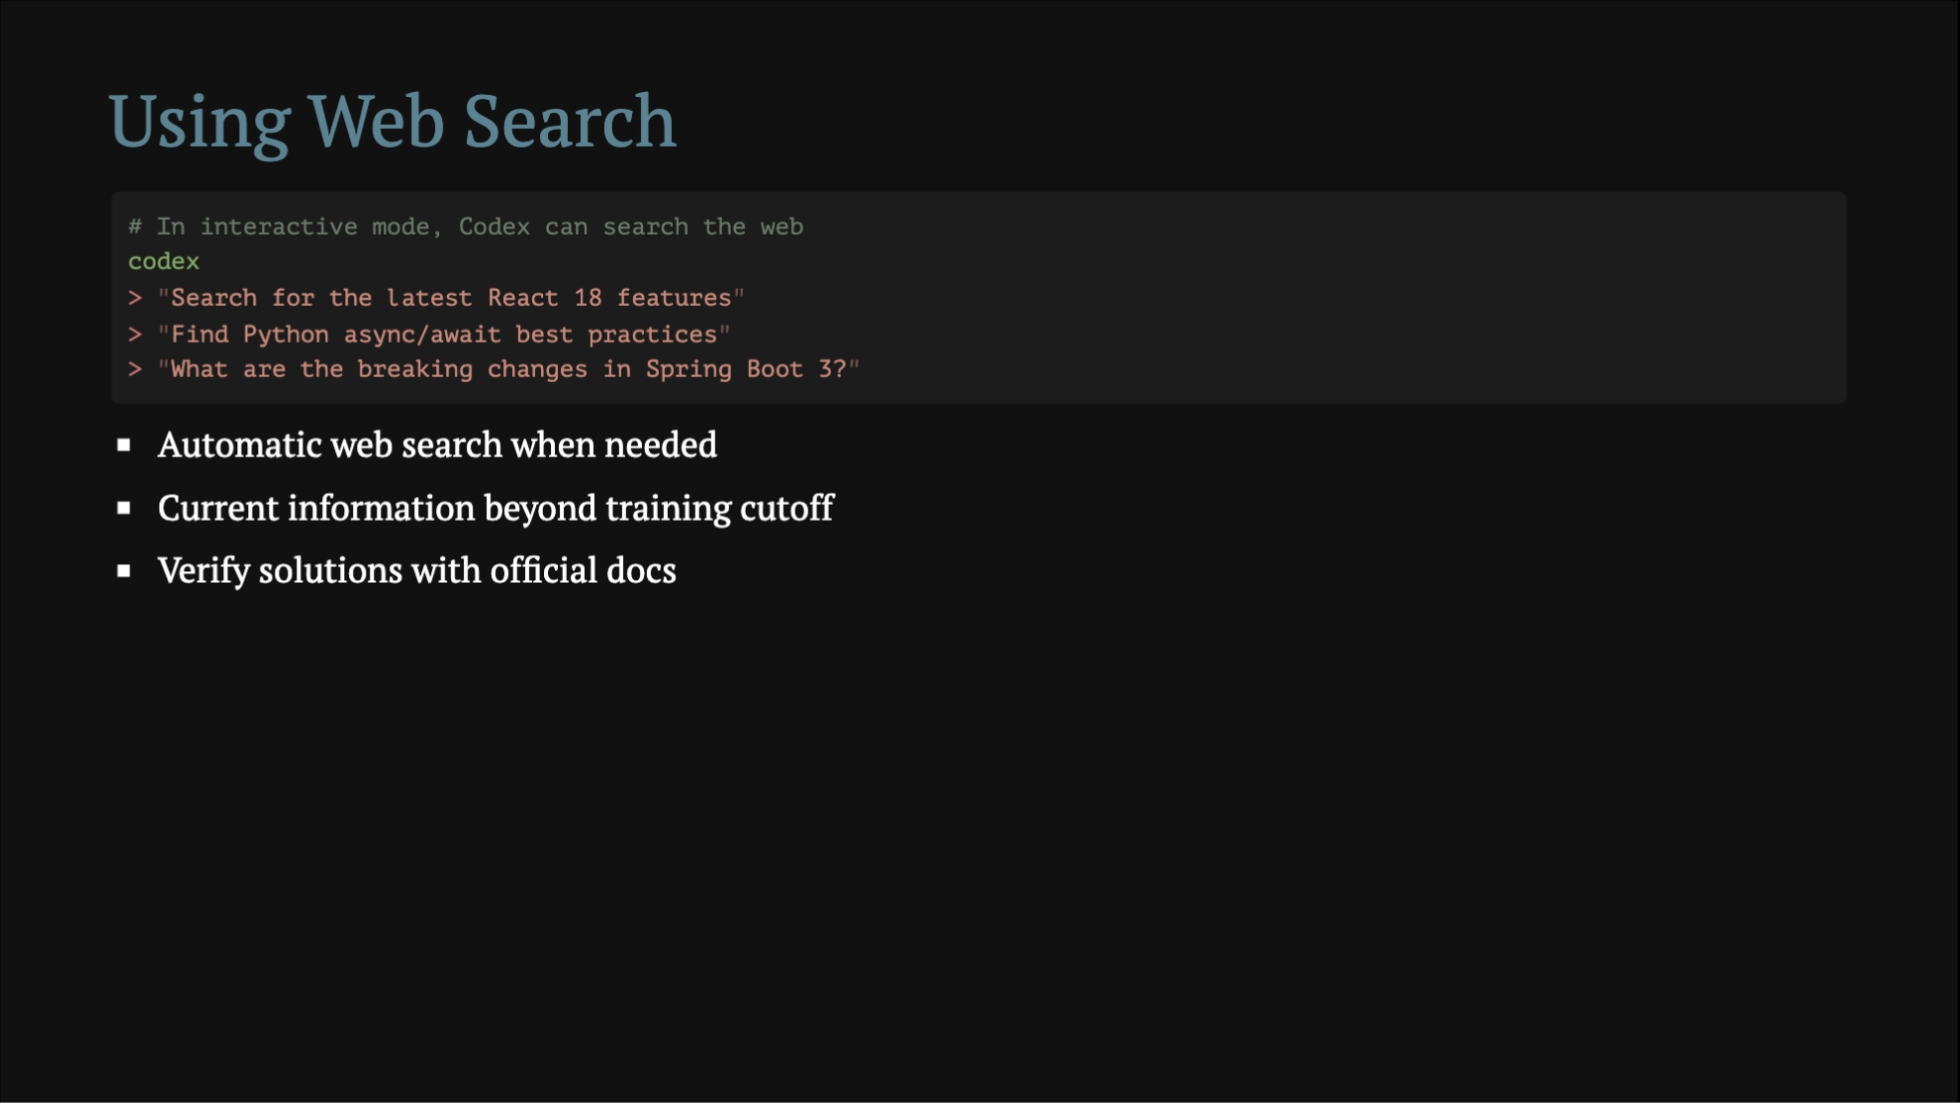 Using Web Search
# In interactive mode, Codex can search the web
codex
> "Search for the latest React 18 features"
> "Find Python async/await best practices"
> "What are the breaking changes in Spring Boot 3?"
▪ Automatic web search when needed
▪ Current information beyond training cutoff
▪ Verify solutions with official docs